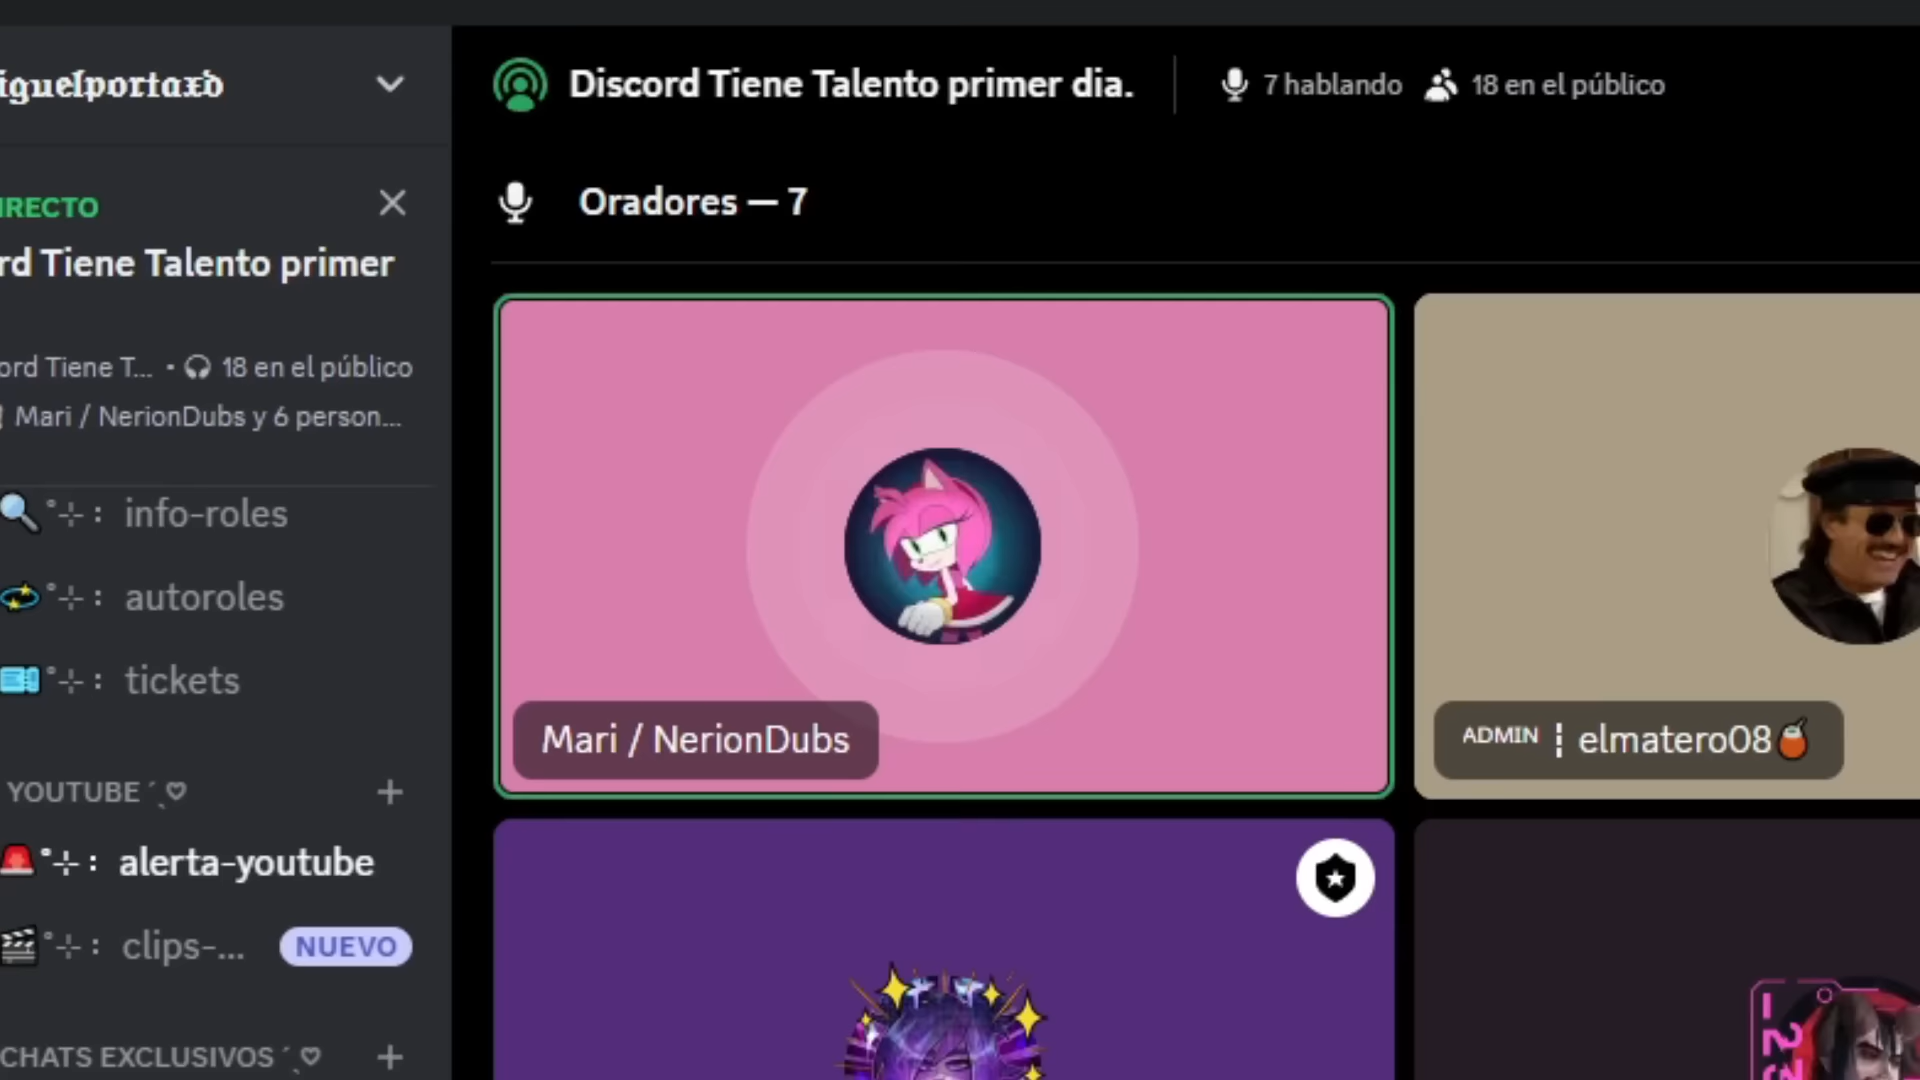 iguelsportaxd
Discord Tiene Talento primer dia.
7 hablando
18 en el público
IRECTO
rd Tiene Talento primer
ord Tiene T... • 18 en el público
Mari / NerionDubs y 6 person...
Oradores — 7
info-roles
autoroles
tickets
YOUTUBE ´ˎ♡
alerta-youtube
clips-... NUEVO
CHATS EXCLUSIVOS ´ˎ♡
Mari / NerionDubs
ADMIN ┇ elmatero08🧉